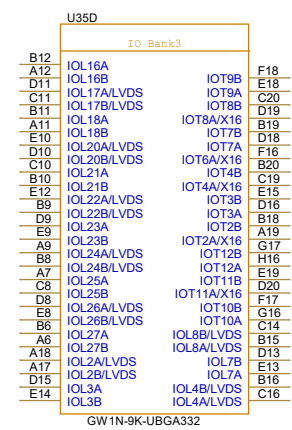 U35D
IO Bank3
B12 IOL16A
A12 IOL16B IOT9B F18
D11 IOL17A/LVDS IOT9A E18
C11 IOL17B/LVDS IOT8B C20
B11 IOL18A IOT8A/X16 D19
A11 IOL18B IOT7B B19
E10 IOL20A/LVDS IOT7A D18
D10 IOL20B/LVDS IOT6A/X16 F16
C10 IOL21A IOT4B B20
B10 IOL21B IOT4A/X16 C19
E12 IOL22A/LVDS IOT3B E15
B9 IOL22B/LVDS IOT3A D16
D9 IOL23A IOT2B B18
E9 IOL23B IOT2A/X16 A19
A9 IOL24A/LVDS IOT12B G17
B8 IOL24B/LVDS IOT12A H16
A7 IOL25A IOT11B E19
C8 IOL25B IOT11A/X16 D20
D8 IOL26A/LVDS IOT10B F17
E8 IOL26B/LVDS IOT10A G16
B6 IOL27A IOL8B/LVDS C14
A6 IOL27B IOL8A/LVDS B15
A18 IOL2A/LVDS IOL7B D13
A17 IOL2B/LVDS IOL7A E13
D15 IOL3A IOL4B/LVDS B16
E14 IOL3B IOL4A/LVDS C16
GW1N-9K-UBGA332